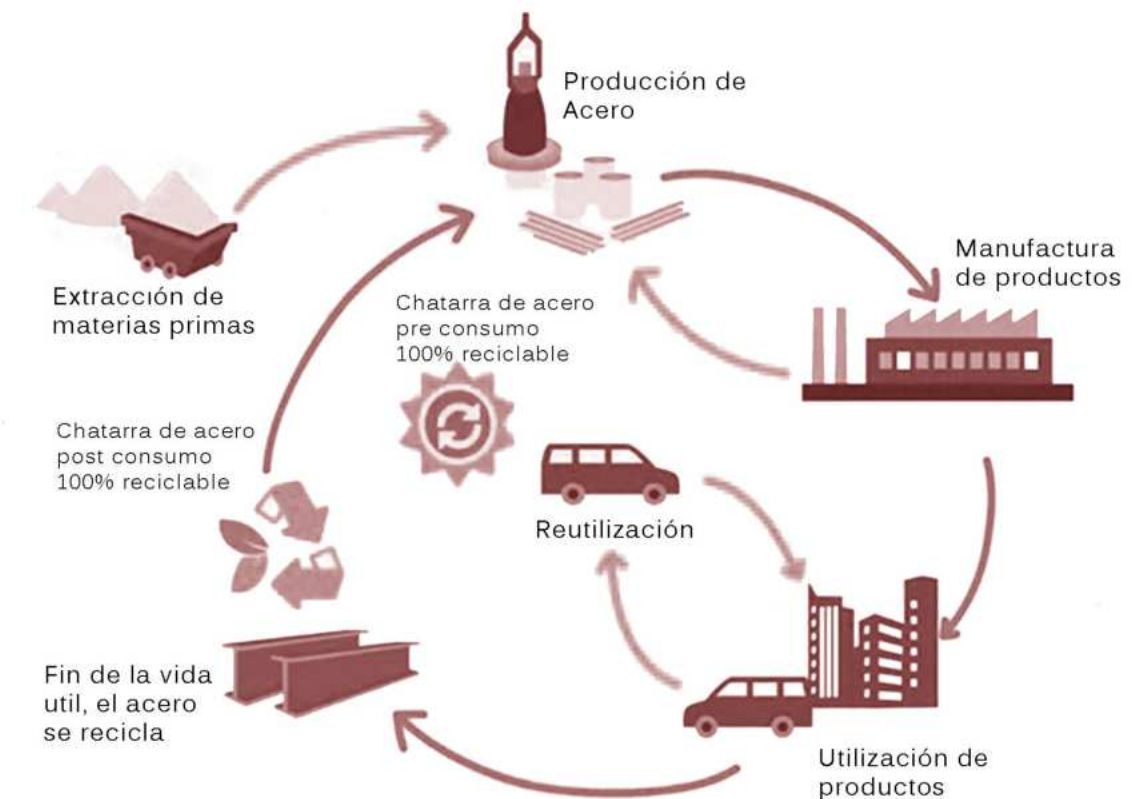 Producción de
Acero
Manufactura
de productos
Extracción de
materias primas
Chatarra de acero
pre consumo
100% reciclable
Chatarra de acero
post consumo
100% reciclable
Reutilización
Fin de la vida
util, el acero
se recicla
Utilización de
productos